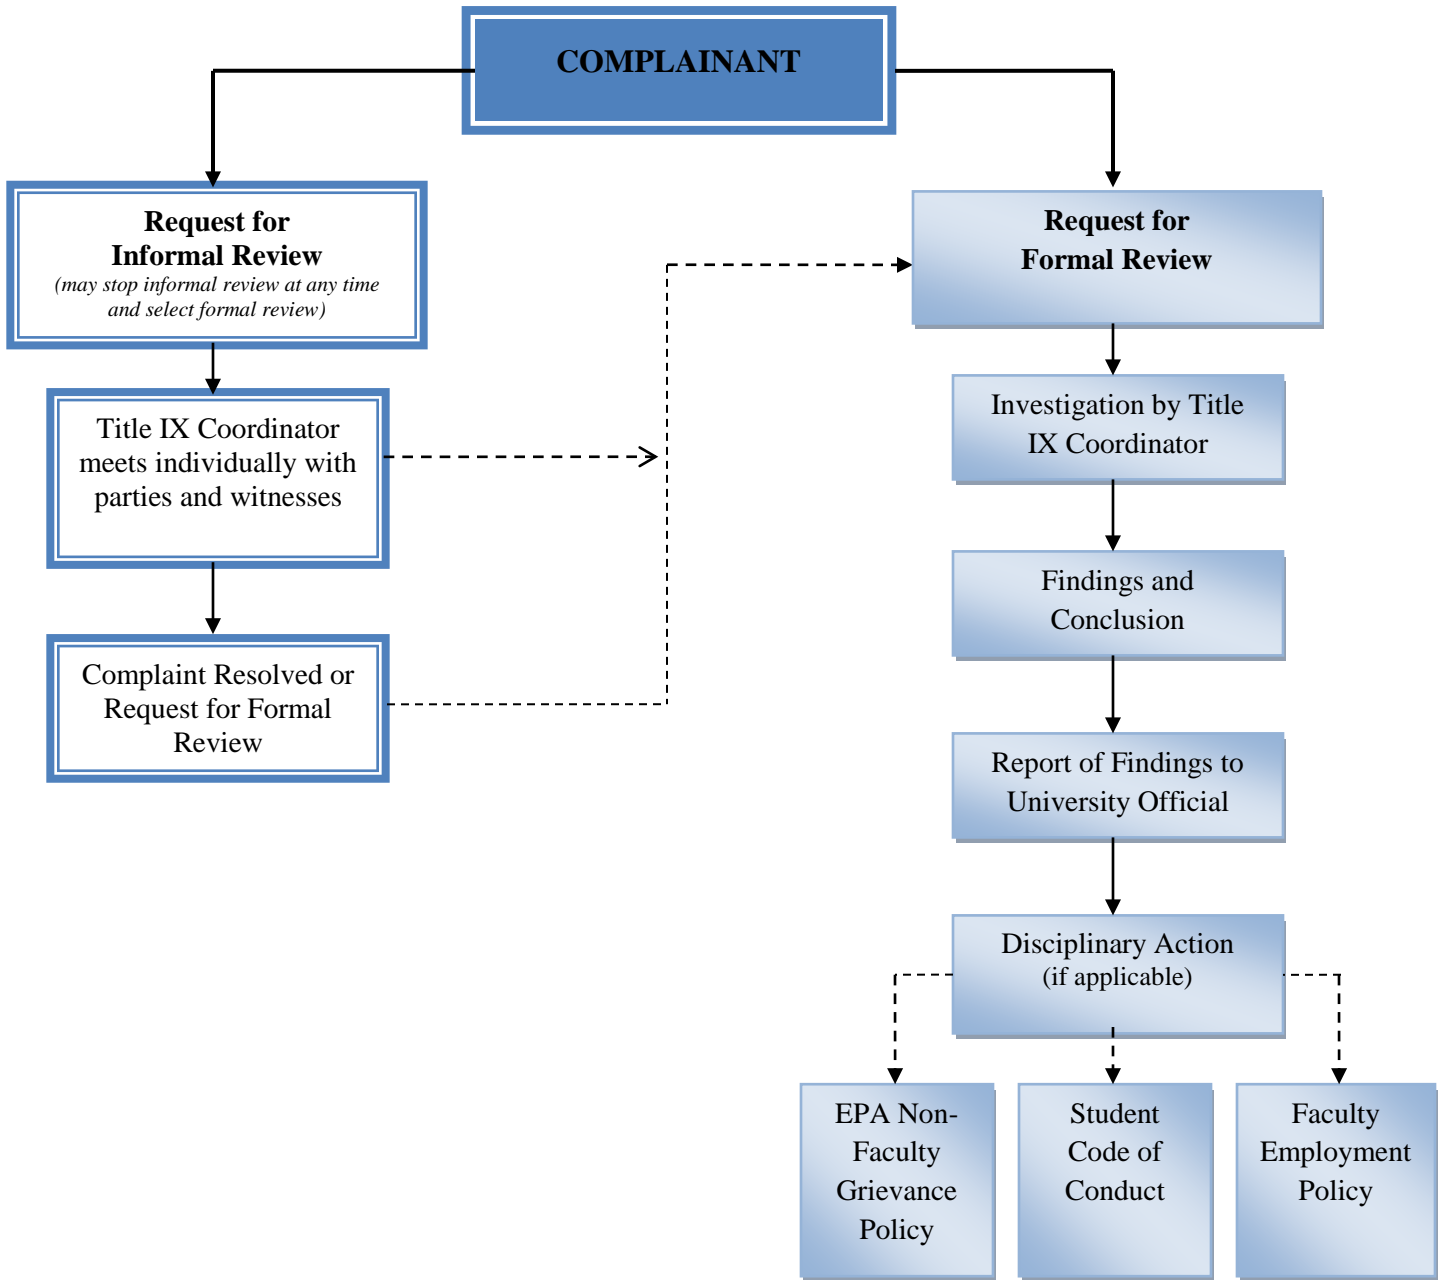 COMPLAINANT
Request for
Informal Review
(may stop informal review at any time
and select formal review)
Title IX Coordinator
meets individually with
parties and witnesses
Complaint Resolved or
Request for Formal
Review
Request for
Formal Review
Investigation by Title
IX Coordinator
Findings and
Conclusion
Report of Findings to
University Official
Disciplinary Action
(if applicable)
EPA Non-
Faculty
Grievance
Policy
Student
Code of
Conduct
Faculty
Employment
Policy